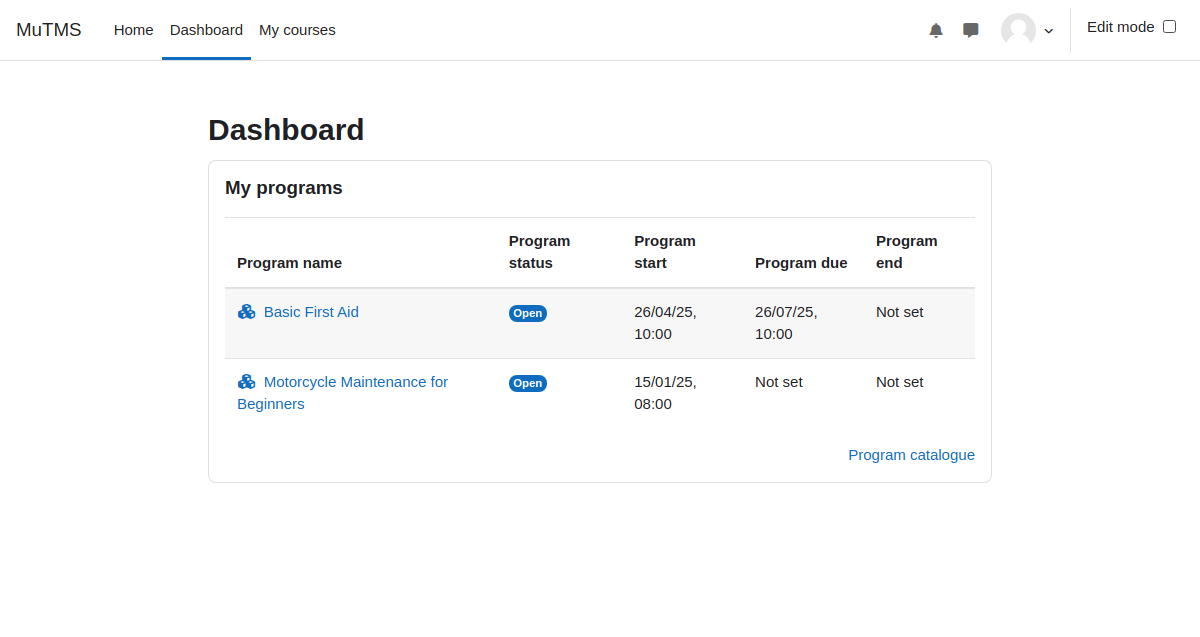 MuTMS Home Dashboard My courses Edit mode
Dashboard
My programs
Program name Program status Program start Program due Program end
Basic First Aid Open 26/04/25, 10:00 26/07/25, 10:00 Not set
Motorcycle Maintenance for Beginners Open 15/01/25, 08:00 Not set Not set
Program catalogue